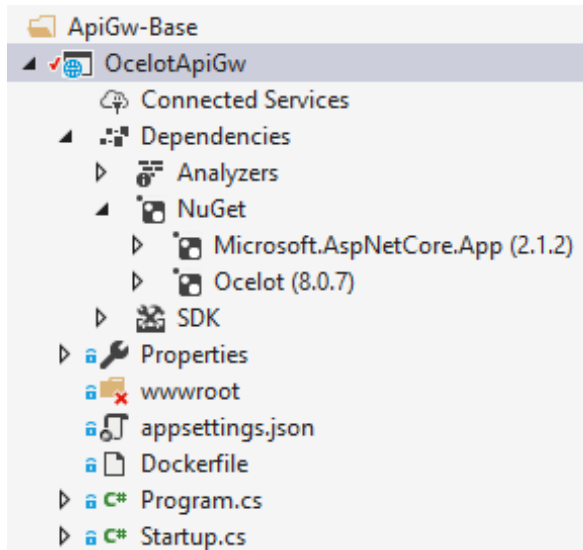 ApiGw-Base
OcelotApiGw
Connected Services
Dependencies
Analyzers
NuGet
Microsoft.AspNetCore.App (2.1.2)
Ocelot (8.0.7)
SDK
Properties
wwwroot
appsettings.json
Dockerfile
C# Program.cs
C# Startup.cs